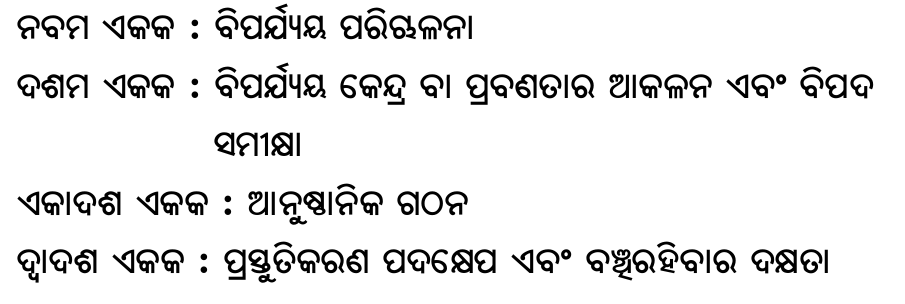 ନବମ ଏକକ : ବିପର୍ଯ୍ୟୟ ପରିଚ୍ଚଳନା
ଦଶମ ଏକକ : ବିପର୍ଯ୍ୟୟ କେନ୍ଦ୍ର ବା ପ୍ରବଣତାର ଆକଳନ ଏବଂ ବିପଦ
ସମୀକ୍ଷା
ଏକାଦଶ ଏକକ : ଆନୁଷ୍ଠାନିକ ଗଠନ
ଦ୍ୱାଦଶ ଏକକ : ପ୍ରସ୍ତୁତିକରଣ ପଦକ୍ଷେପ ଏବଂ ବଞ୍ଚିରହିବାର ଦକ୍ଷତା